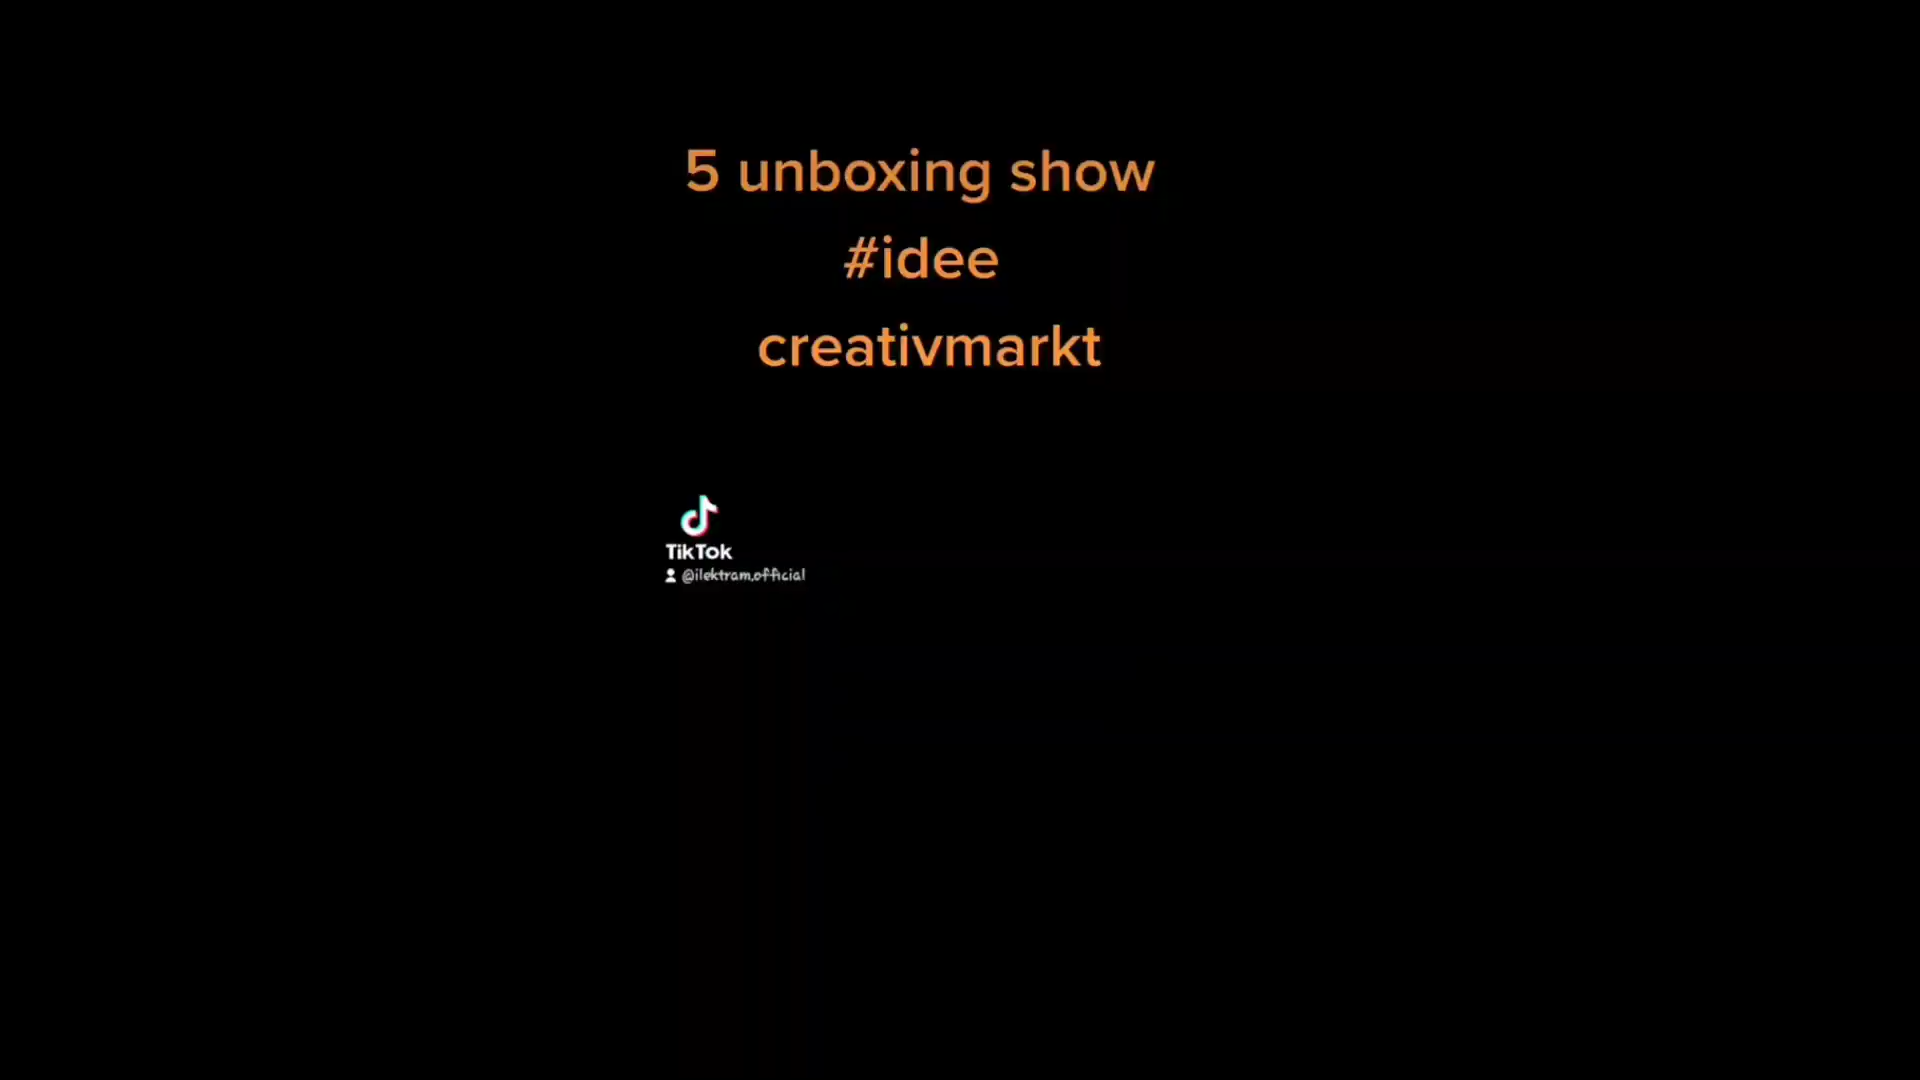 5 unboxing show
#idee
creativmarkt
TikTok
@ilektram.official